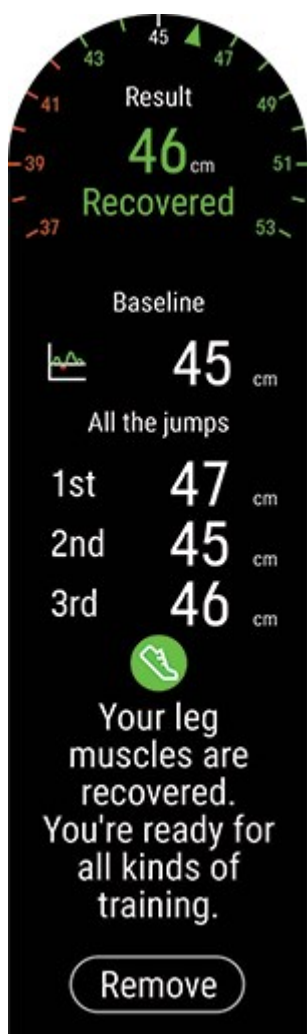 45
43 47
41 49
39 51
37 53
Result
46 cm
Recovered
Baseline
45 cm
All the jumps
1st 47 cm
2nd 45 cm
3rd 46 cm
Your leg
muscles are
recovered.
You're ready for
all kinds of
training.
Remove